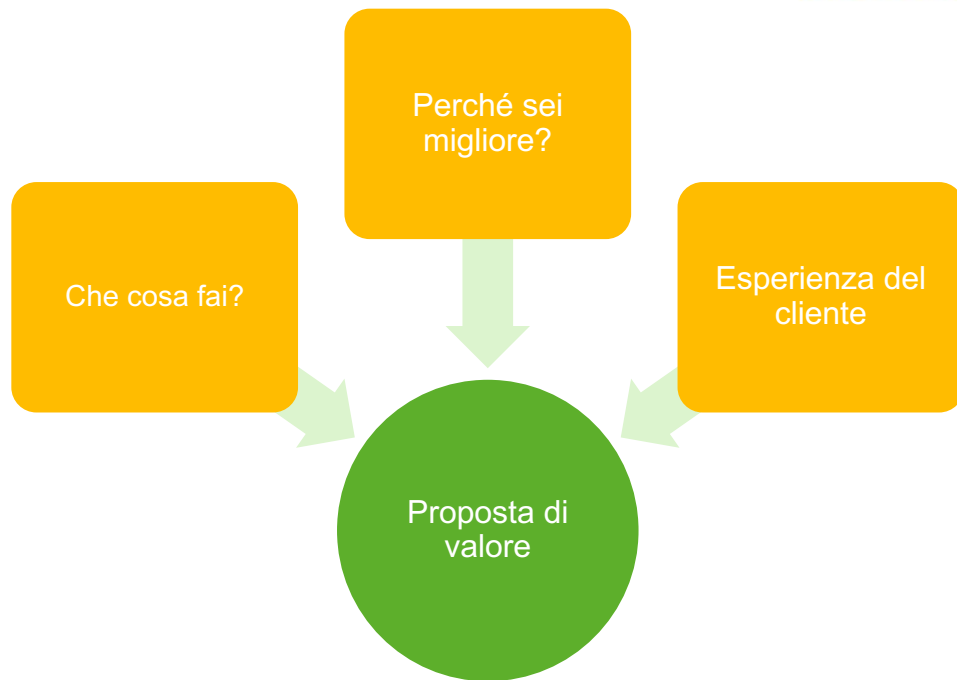 Perché sei
migliore?
Che cosa fai?
Esperienza del
cliente
Proposta di
valore